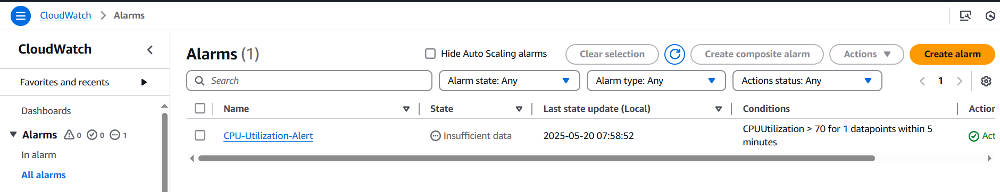 CloudWatch > Alarms
CloudWatch
Favorites and recents
Dashboards
Alarms 0 0 1
In alarm
All alarms
Alarms (1)
Hide Auto Scaling alarms
Clear selection
Create composite alarm
Actions
Create alarm
Search
Alarm state: Any
Alarm type: Any
Actions status: Any
1
Name
State
Last state update (Local)
Conditions
Action
CPU-Utilization-Alert
Insufficient data
2025-05-20 07:58:52
CPUUtilization > 70 for 1 datapoints within 5
minutes
Act